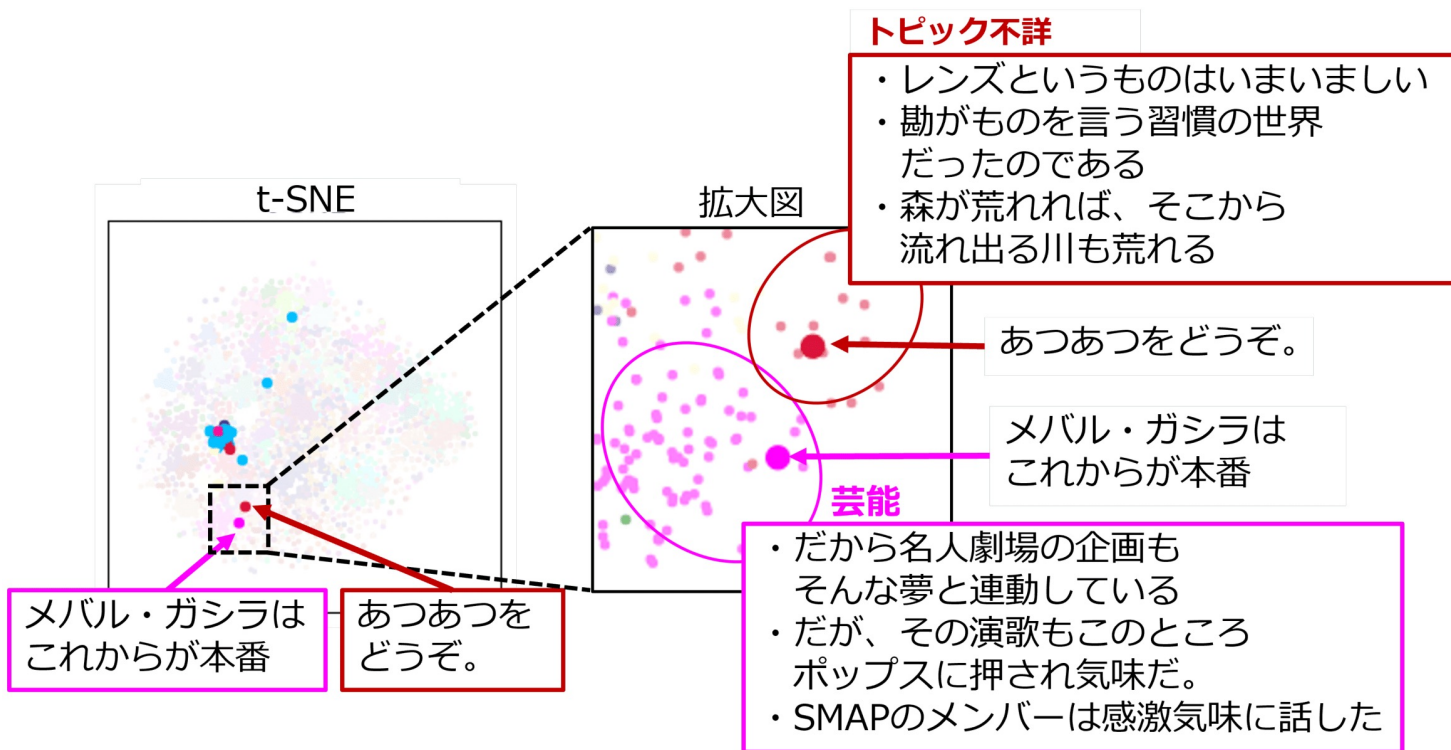 トピック不詳
・レンズというものはいまいましい
・勘がものを言う習慣の世界
だったのである
・森が荒れれば、そこから
流れ出る川も荒れる
t-SNE
拡大図
あつあつをどうぞ。
メバル・ガシラは
これからが本番
芸能
・だから名人劇場の企画も
そんな夢と連動している
・だが、その演歌もこのところ
ポップスに押され気味だ。
・SMAPのメンバーは感激気味に話した
メバル・ガシラは
これからが本番
あつあつを
どうぞ。